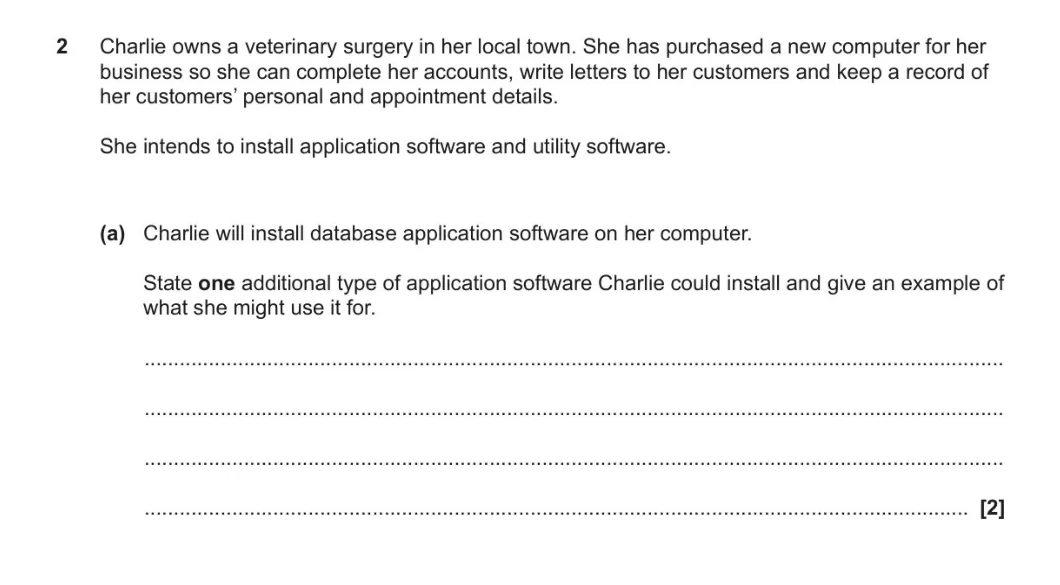 2 Charlie owns a veterinary surgery in her local town. She has purchased a new computer for her
business so she can complete her accounts, write letters to her customers and keep a record of
her customers' personal and appointment details.
She intends to install application software and utility software.
(a) Charlie will install database application software on her computer.
State one additional type of application software Charlie could install and give an example of
what she might use it for.
[2]